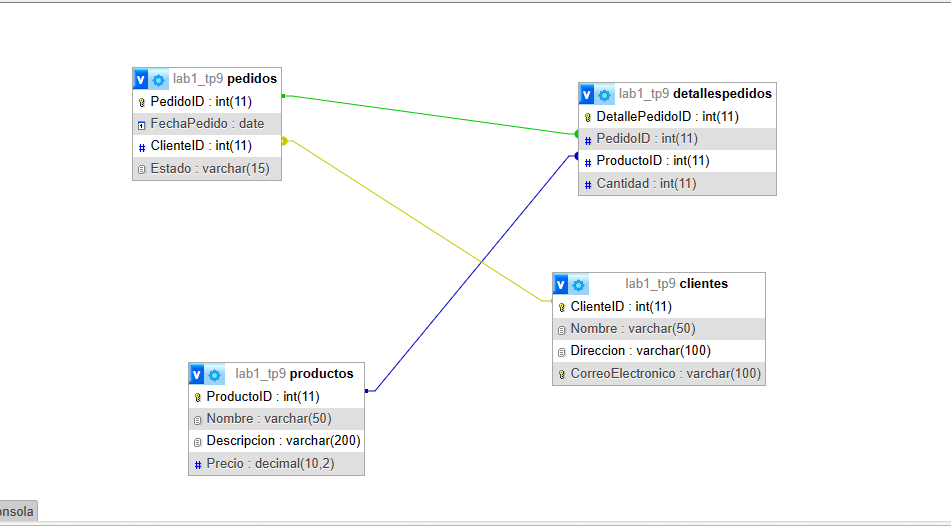 lab1_tp9 pedidos
PedidoID : int(11)
FechaPedido : date
ClienteID : int(11)
Estado : varchar(15)
lab1_tp9 detallespedidos
DetallePedidoID : int(11)
PedidoID : int(11)
ProductoID : int(11)
Cantidad : int(11)
lab1_tp9 clientes
ClienteID : int(11)
Nombre : varchar(50)
Direccion : varchar(100)
CorreoElectronico : varchar(100)
lab1_tp9 productos
ProductoID : int(11)
Nombre : varchar(50)
Descripcion : varchar(200)
Precio : decimal(10,2)
onsola